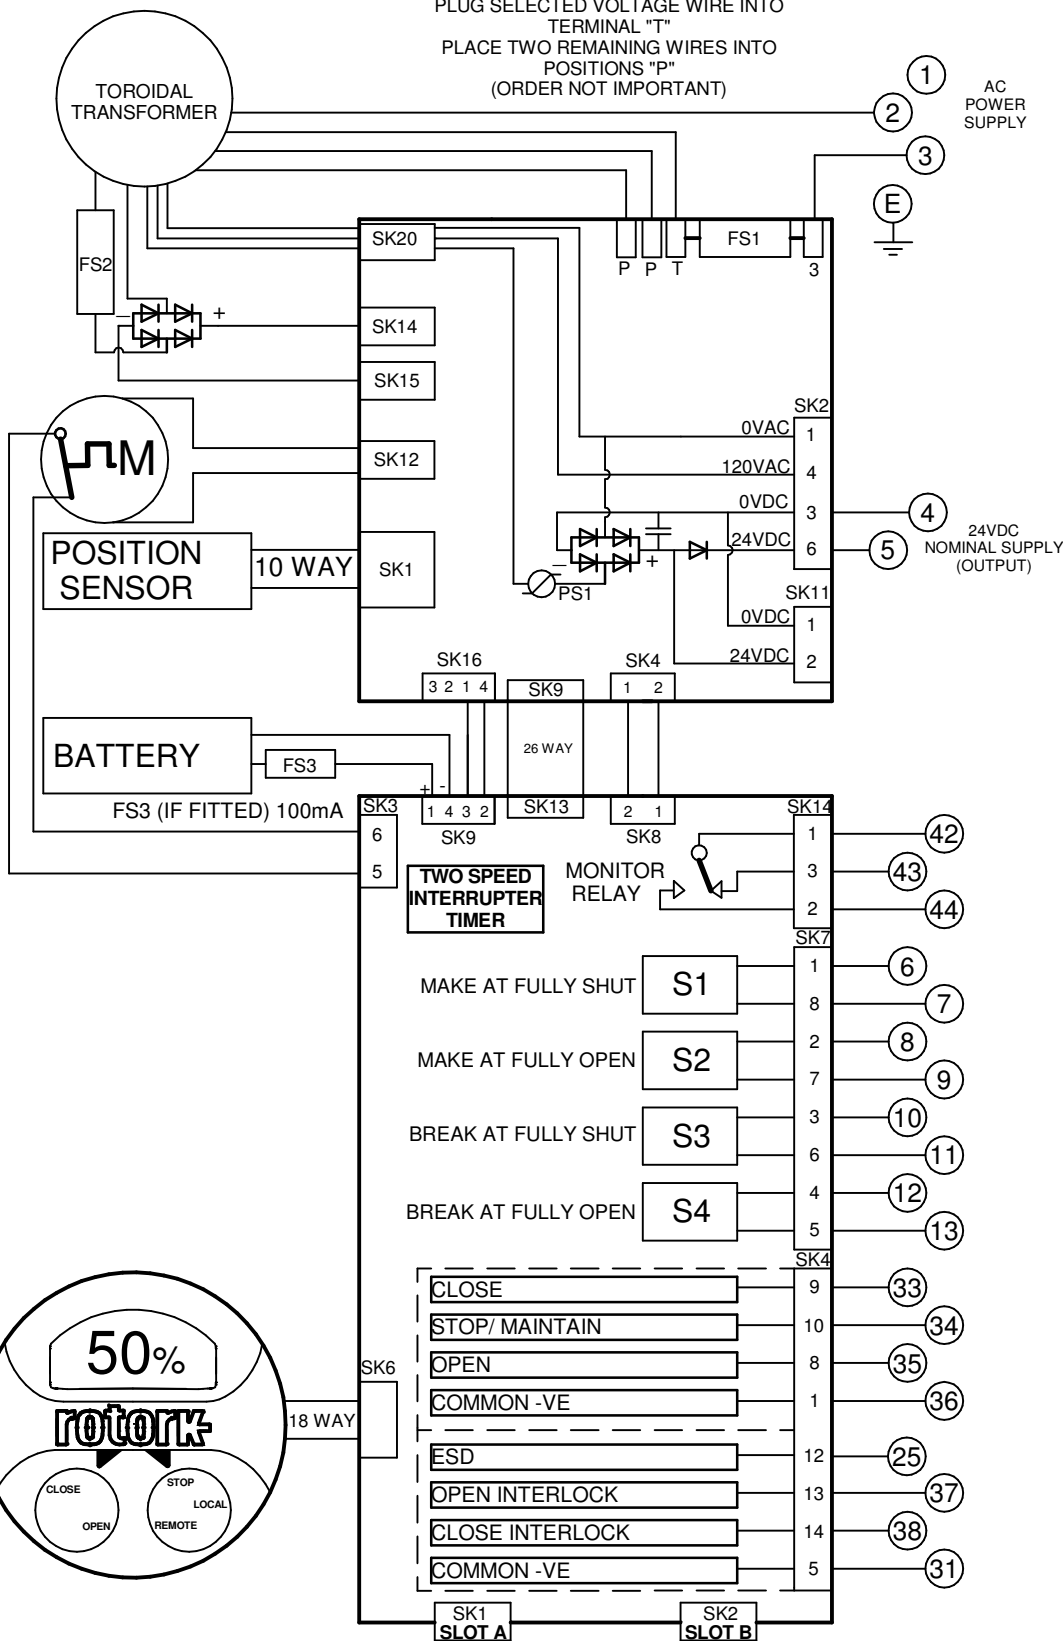 PLUG SELECTED VOLTAGE WIRE INTO
TERMINAL "T"
PLACE TWO REMAINING WIRES INTO
POSITIONS "P"
(ORDER NOT IMPORTANT)
TOROIDAL
TRANSFORMER
1
2
3
AC
POWER
SUPPLY
E
SK20
FS2
P P T
FS1
3
SK14
– +
SK15
SK2
0VAC 1
120VAC 4
0VDC 3
24VDC 6
4
5
24VDC
NOMINAL SUPPLY
(OUTPUT)
M
SK12
POSITION
SENSOR
10 WAY
SK1
– +
PS1
SK11
0VDC 1
24VDC 2
SK16
3 2 1 4
SK9
SK4
1 2
BATTERY
FS3
26 WAY
FS3 (IF FITTED) 100mA
SK3
6
5
+ -
1 4 3 2
SK9
SK13
2 1
SK8
TWO SPEED
INTERRUPTER
TIMER
MONITOR
RELAY
SK14
1 42
3 43
2 44
SK7
MAKE AT FULLY SHUT S1
1 6
8 7
MAKE AT FULLY OPEN S2
2 8
7 9
BREAK AT FULLY SHUT S3
3 10
6 11
BREAK AT FULLY OPEN S4
4 12
5 13
SK4
CLOSE 9 33
STOP/ MAINTAIN 10 34
OPEN 8 35
COMMON -VE 1 36
ESD 12 25
OPEN INTERLOCK 13 37
CLOSE INTERLOCK 14 38
COMMON -VE 5 31
50%
rotork
CLOSE
OPEN
STOP
LOCAL
REMOTE
18 WAY
SK6
SK1
SLOT A
SK2
SLOT B